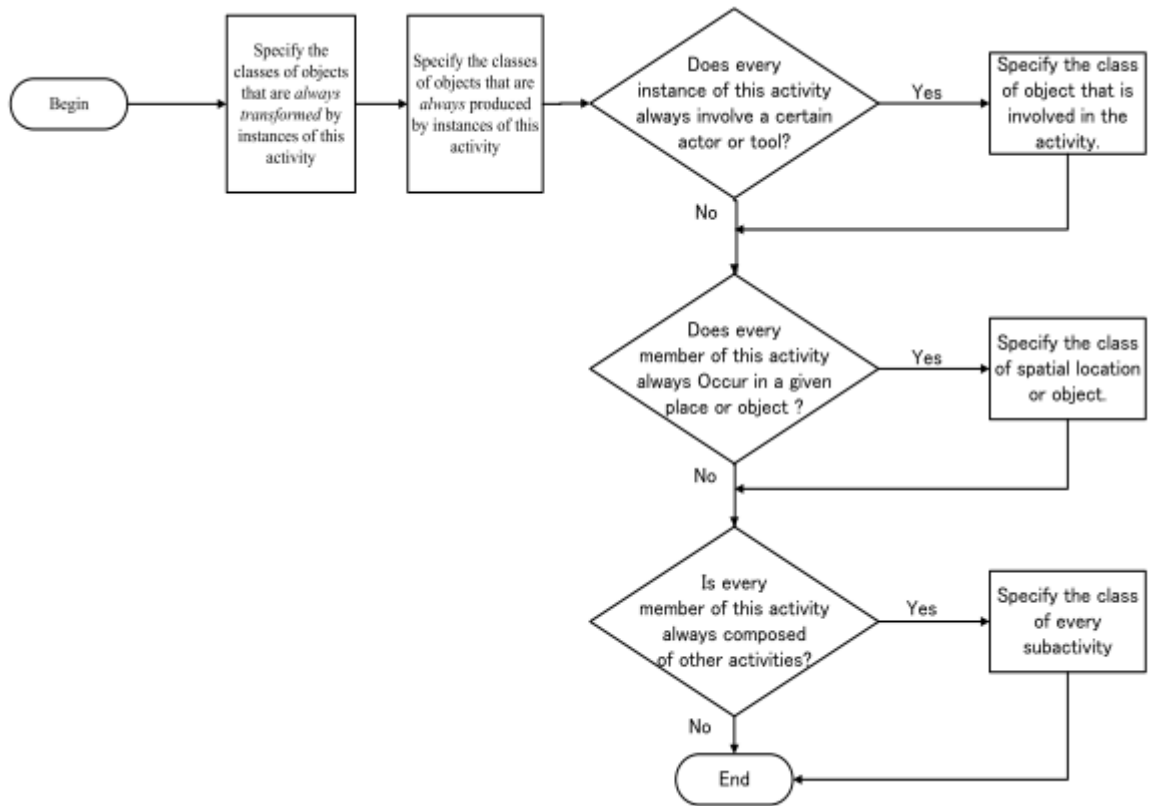 Begin
Specify the
classes of objects
that are always
transformed by
instances of this
activity
Specify the classes
of objects that are
always produced
by instances of this
activity
Does every
instance of this activity
always involve a certain
actor or tool?
Yes
Specify the class
of object that is
involved in the
activity.
No
Does every
member of this activity
always Occur in a given
place or object ?
Yes
Specify the class
of spatial location
or object.
No
Is every
member of this activity
always composed
of other activities?
Yes
Specify the class
of every
subactivity
No
End